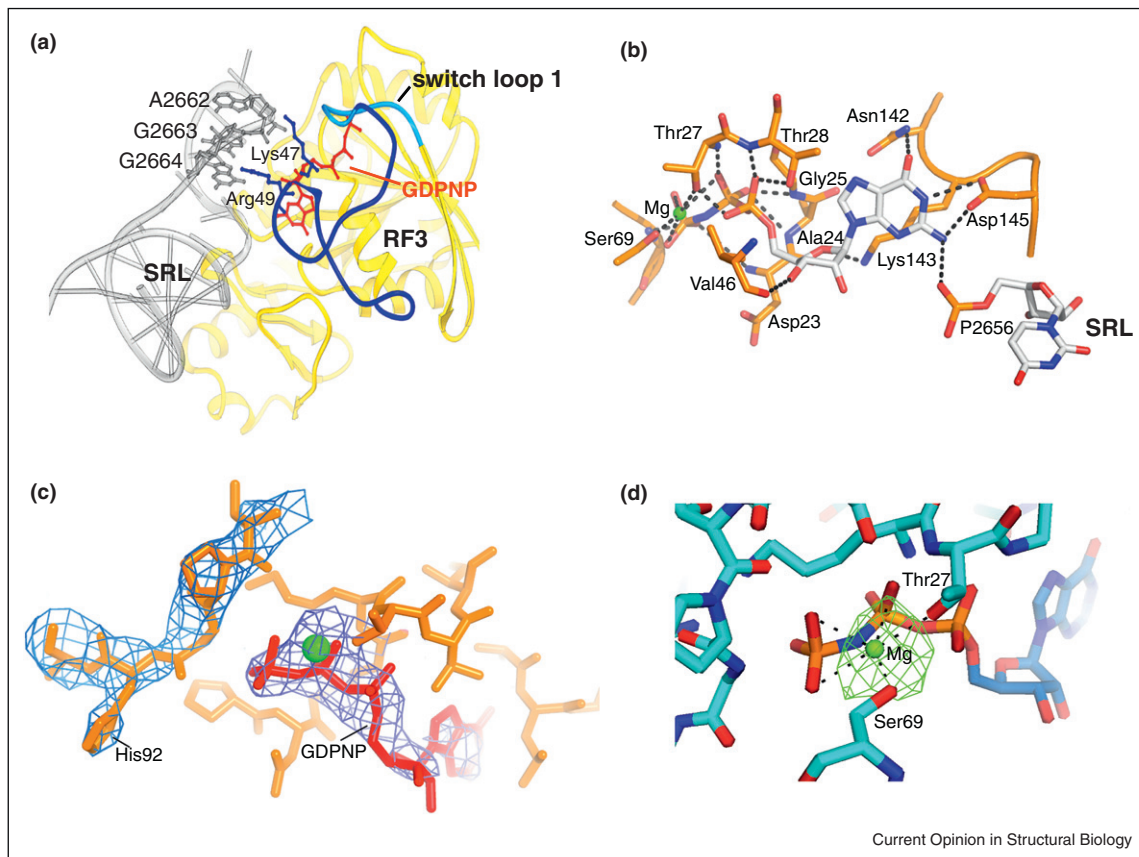 (a)
switch loop 1
A2662
G2663
G2664
Lys47
Arg49
GDPNP
RF3
SRL
(b)
Thr27
Thr28
Asn142
Gly25
Mg
Ser69
Ala24
Asp145
Lys143
Val46
Asp23
P2656
SRL
(c)
His92
GDPNP
(d)
Thr27
Mg
Ser69
Current Opinion in Structural Biology